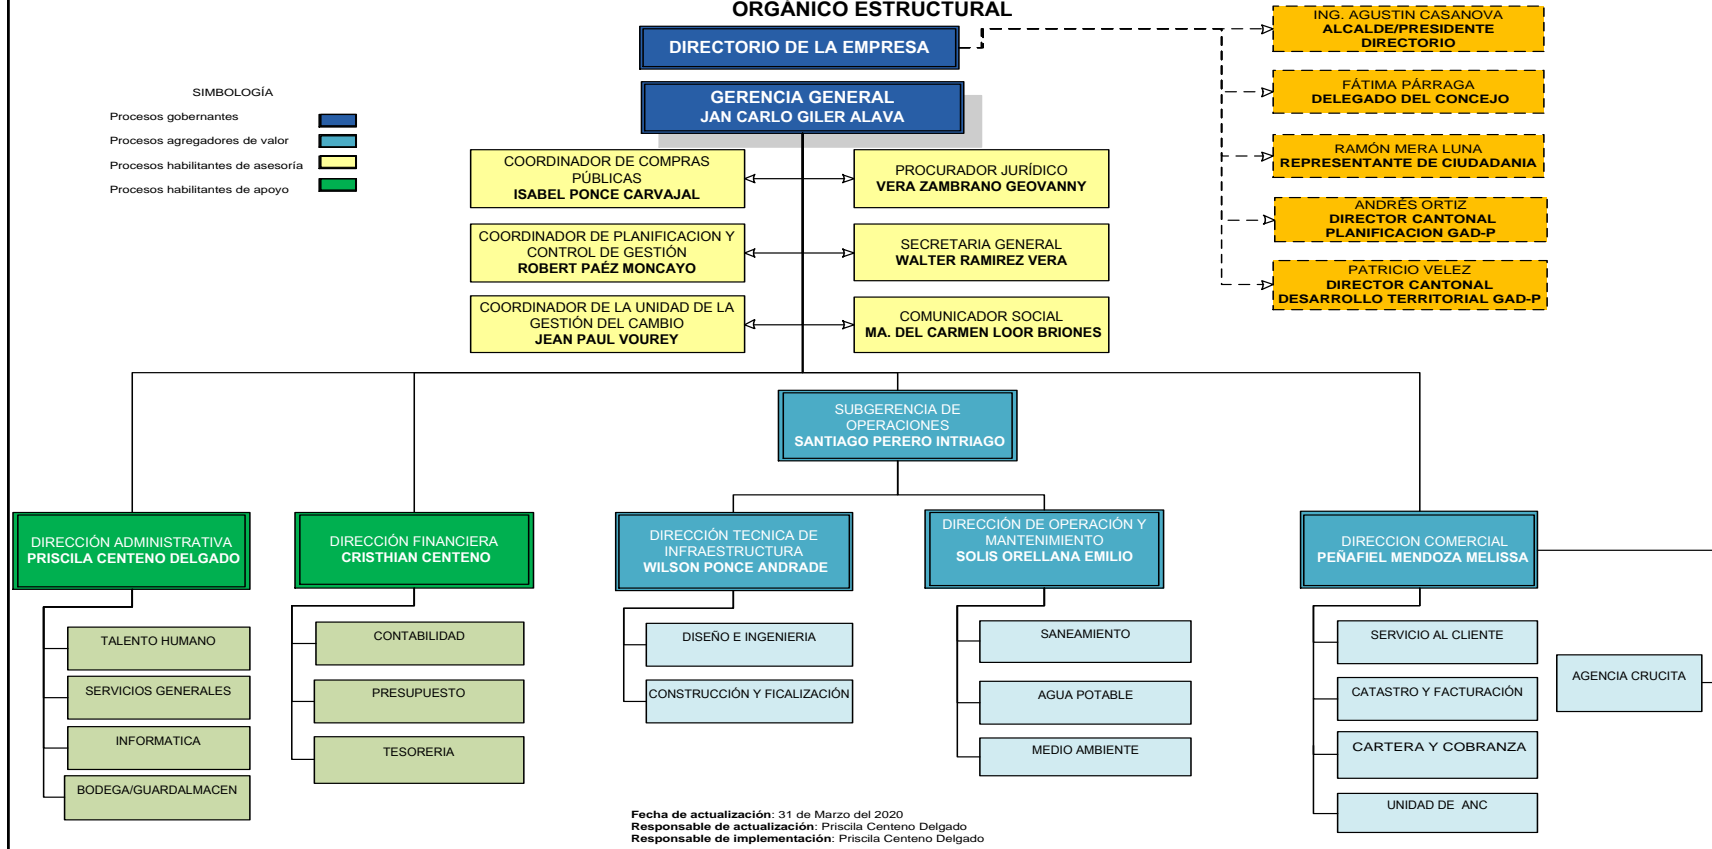 ORGÁNICO ESTRUCTURAL
DIRECTORIO DE LA EMPRESA
GERENCIA GENERAL
JAN CARLO GILER ALAVA
ING. AGUSTIN CASANOVA
ALCALDE/PRESIDENTE
DIRECTORIO
FÁTIMA PÁRRAGA
DELEGADO DEL CONCEJO
RAMÓN MERA LUNA
REPRESENTANTE DE CIUDADANIA
ANDRÉS ORTIZ
DIRECTOR CANTONAL
PLANIFICACION GAD-P
PATRICIO VELEZ
DIRECTOR CANTONAL
DESARROLLO TERRITORIAL GAD-P
SIMBOLOGÍA
Procesos gobernantes
Procesos agregadores de valor
Procesos habilitantes de asesoría
Procesos habilitantes de apoyo
COORDINADOR DE COMPRAS
PÚBLICAS
ISABEL PONCE CARVAJAL
PROCURADOR JURÍDICO
VERA ZAMBRANO GEOVANNY
COORDINADOR DE PLANIFICACION Y
CONTROL DE GESTIÓN
ROBERT PAÉZ MONCAYO
SECRETARIA GENERAL
WALTER RAMIREZ VERA
COORDINADOR DE LA UNIDAD DE LA
GESTIÓN DEL CAMBIO
JEAN PAUL VOUREY
COMUNICADOR SOCIAL
MA. DEL CARMEN LOOR BRIONES
SUBGERENCIA DE
OPERACIONES
SANTIAGO PERERO INTRIAGO
DIRECCIÓN ADMINISTRATIVA
PRISCILA CENTENO DELGADO
DIRECCIÓN FINANCIERA
CRISTHIAN CENTENO
DIRECCIÓN TECNICA DE
INFRAESTRUCTURA
WILSON PONCE ANDRADE
DIRECCIÓN DE OPERACIÓN Y
MANTENIMIENTO
SOLIS ORELLANA EMILIO
DIRECCION COMERCIAL
PEÑAFIEL MENDOZA MELISSA
TALENTO HUMANO
SERVICIOS GENERALES
INFORMATICA
BODEGA/GUARDALMACEN
CONTABILIDAD
PRESUPUESTO
TESORERIA
DISEÑO E INGENIERIA
CONSTRUCCIÓN Y FICALIZACIÓN
SANEAMIENTO
AGUA POTABLE
MEDIO AMBIENTE
SERVICIO AL CLIENTE
CATASTRO Y FACTURACIÓN
CARTERA Y COBRANZA
UNIDAD DE ANC
AGENCIA CRUCITA
Fecha de actualización: 31 de Marzo del 2020
Responsable de actualización: Priscila Centeno Delgado
Responsable de implementación: Priscila Centeno Delgado